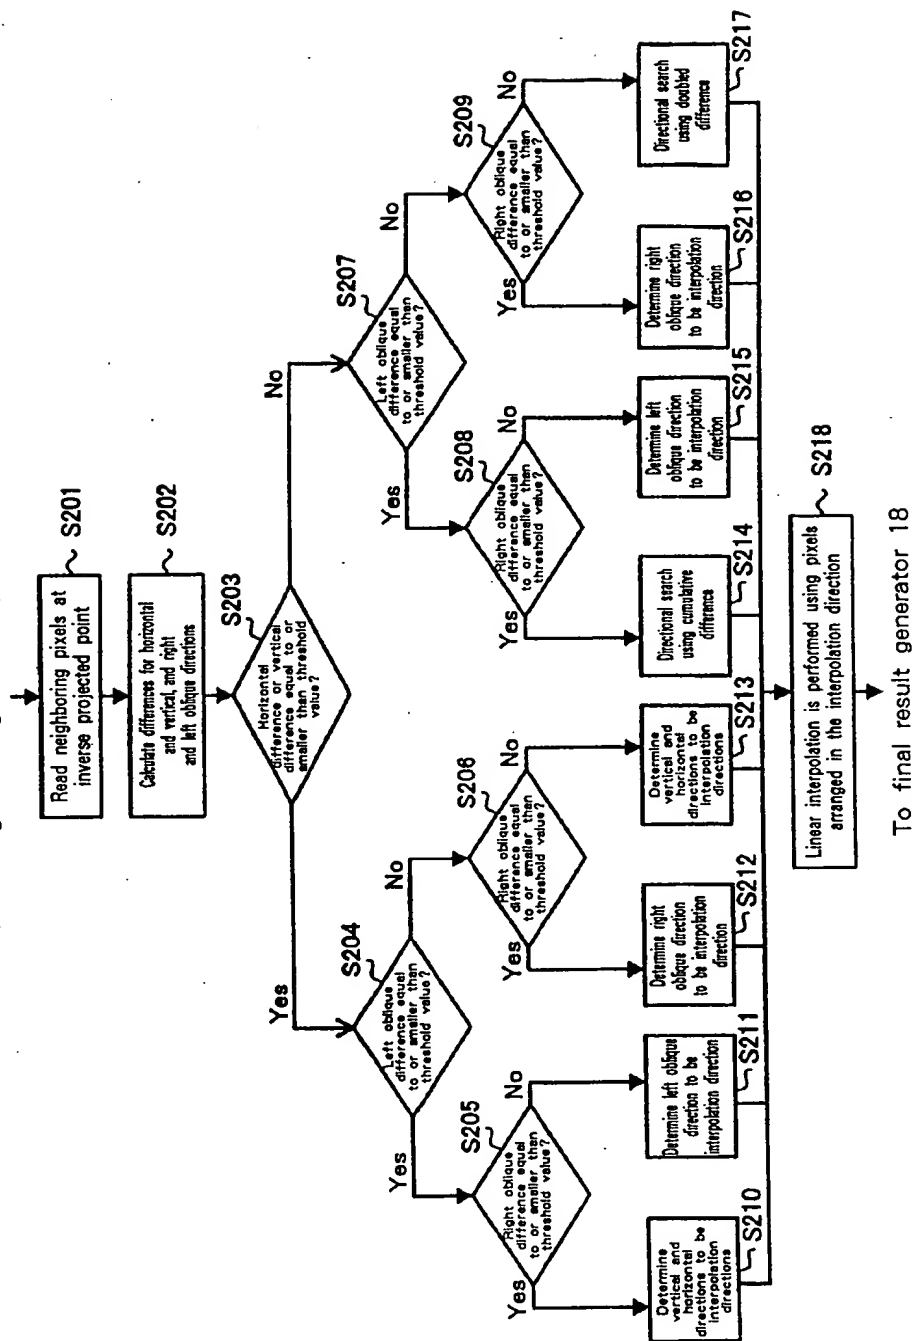 Read neighboring pixels at
inverse projected point
S201
Calculate differences for horizontal
and vertical, and right
and left oblique directions
S202
Horizontal
difference or vertical
difference equal to or
smaller than threshold
value?
S203
Yes
No
Left oblique
difference equal
to or smaller than
threshold value?
S204
Left oblique
difference equal
to or smaller than
threshold value?
S207
Yes
No
Yes
No
Right oblique
difference equal
to or smaller than
threshold value?
S205
Right oblique
difference equal
to or smaller than
threshold value?
S206
Right oblique
difference equal
to or smaller than
threshold value?
S208
Right oblique
difference equal
to or smaller than
threshold value?
S209
Yes
No
Yes
No
Yes
No
Yes
No
Determine
vertical and
horizontal
directions to be
interpolation
directions
S210
Determine left oblique
direction to be
interpolation direction
S211
Determine right
oblique direction
to be interpolation
direction
S212
Determine
vertical and
horizontal
directions to be
interpolation
directions
S213
Directional search
using cumulative
difference
S214
Determine left
oblique direction
to be interpolation
direction
S215
Determine right
oblique direction
to be interpolation
direction
S216
Directional search
using doubled
difference
S217
Linear interpolation is performed using pixels
arranged in the interpolation direction
S218
To final result generator 18